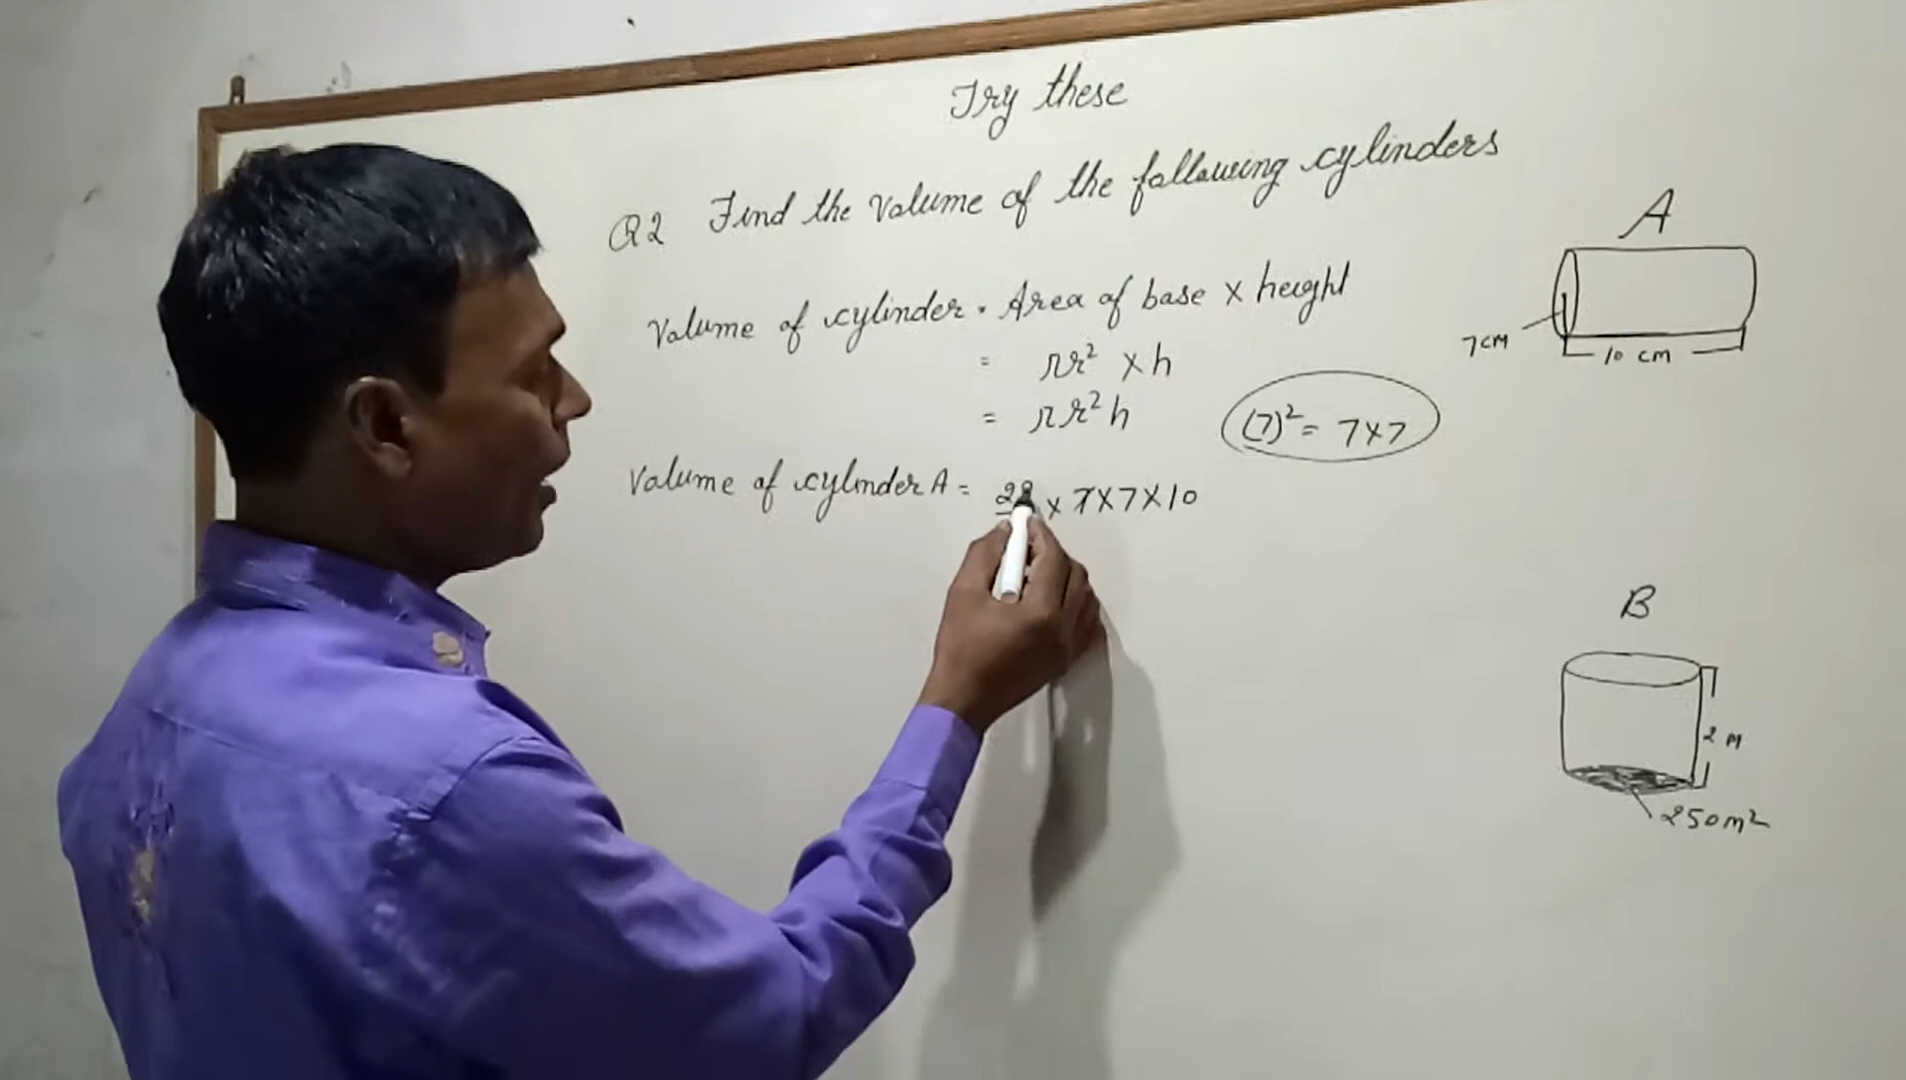 Try these
Q2 Find the Volume of the following cylinders
Volume of cylinder = Area of base × height
= πr² × h
= πr²h
(7)² = 7×7
Volume of cylinder A = 22 × 7×7×10
A
7cm
10 cm
B
2 m
250m²